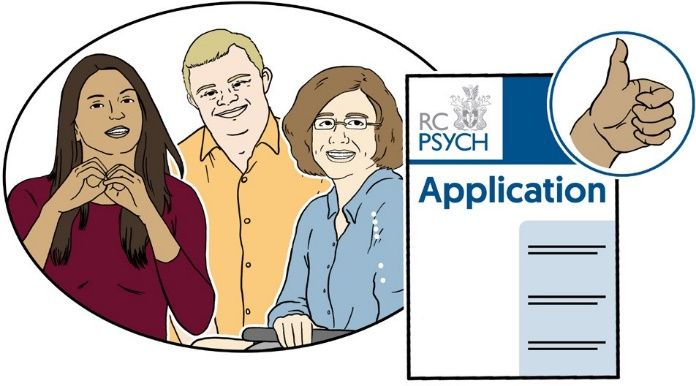 RC
PSYCH
Application